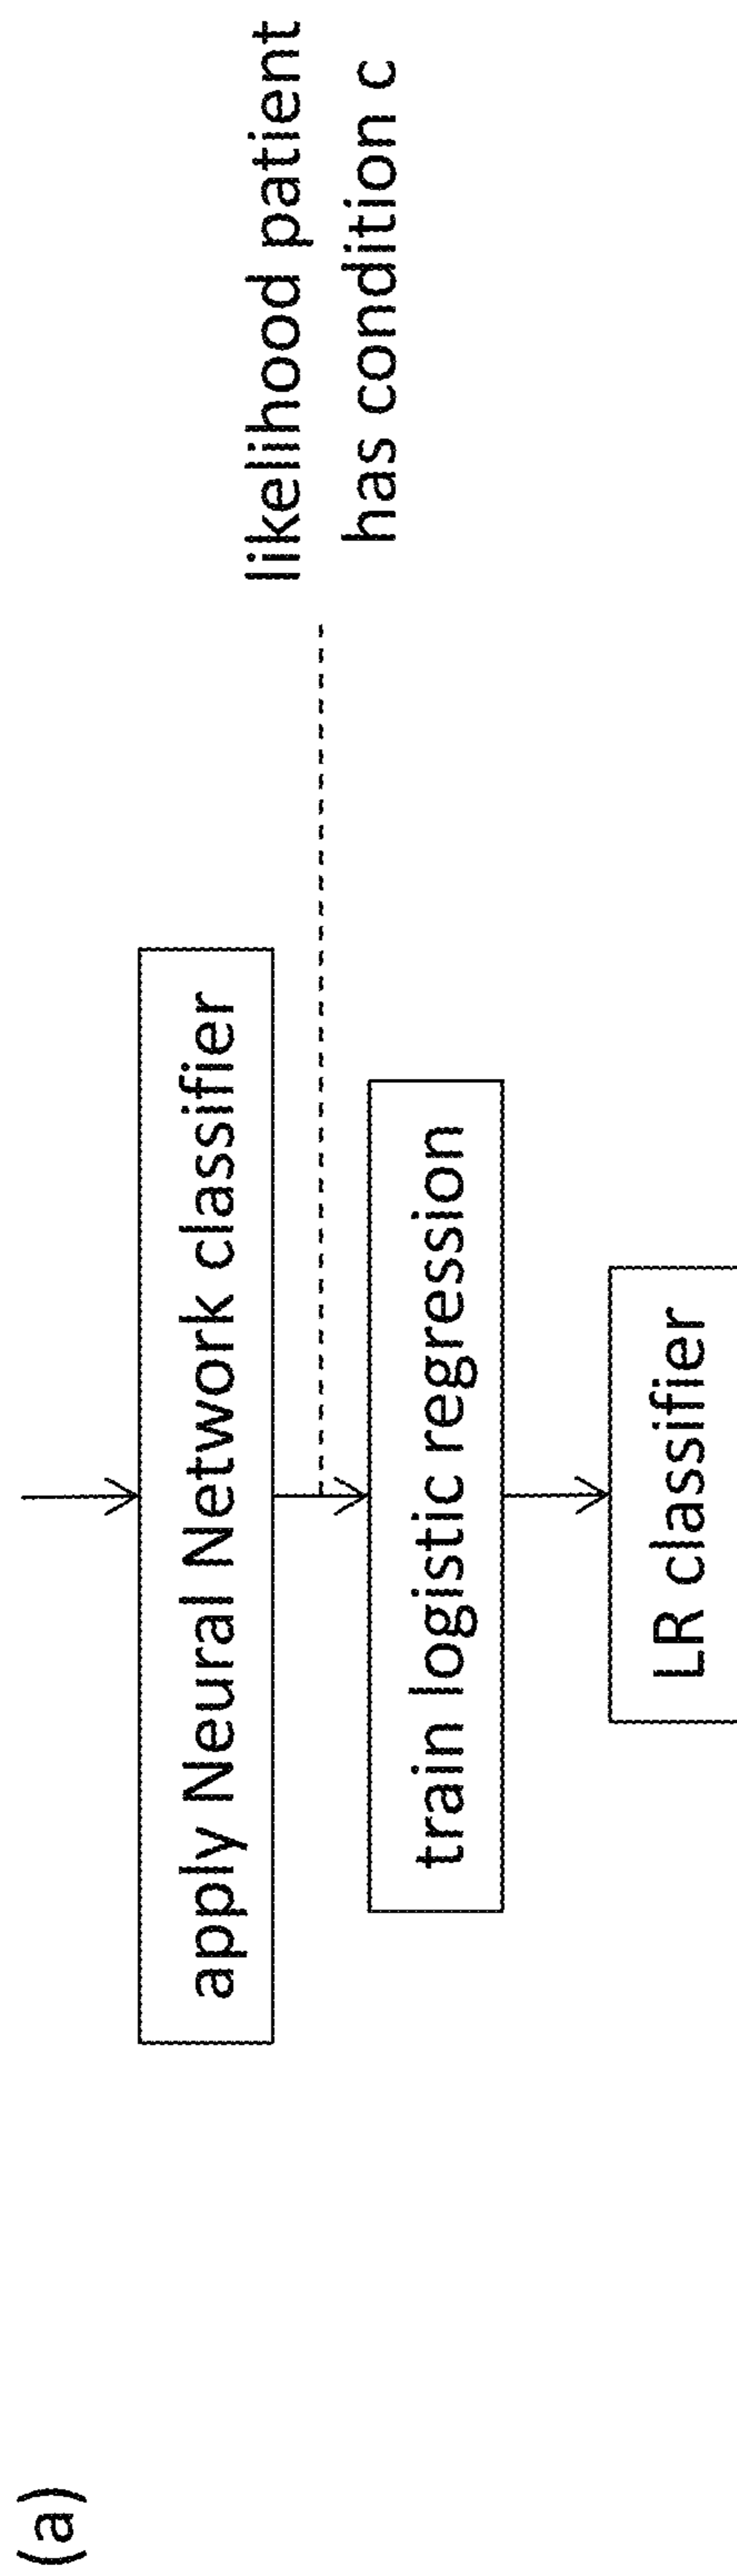 (a)
apply Neural Network classifier
likelihood patient
has condition c
train logistic regression
LR classifier